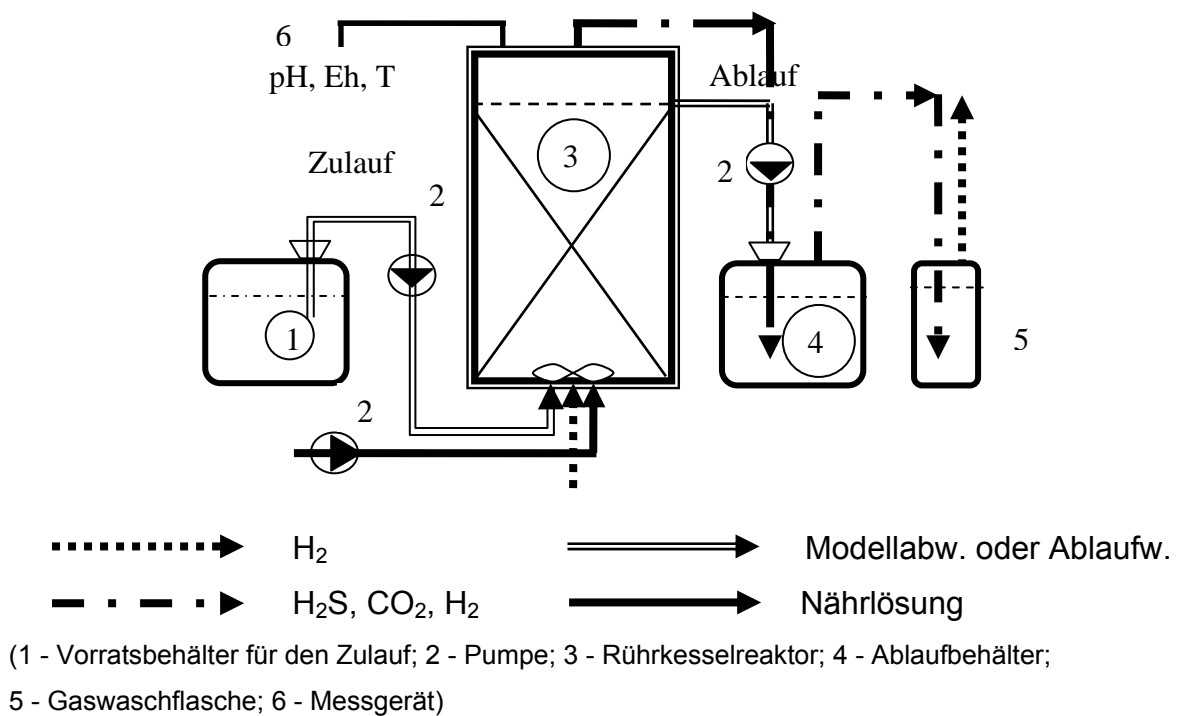 6
pH, Eh, T
Ablauf
3
2
Zulauf
2
1
4
5
2
H₂
Modellabw. oder Ablaufw.
H₂S, CO₂, H₂
Nährlösung
(1 - Vorratsbehälter für den Zulauf; 2 - Pumpe; 3 - Rührkesselreaktor; 4 - Ablaufbehälter;
5 - Gaswaschflasche; 6 - Messgerät)